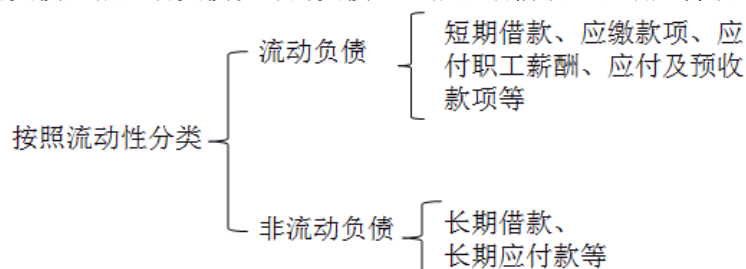 短期借款、应缴款项、应
流动负债
付职工薪酬、应付及预收
款项等
按照流动性分类
非流动负债
长期借款、
长期应付款等